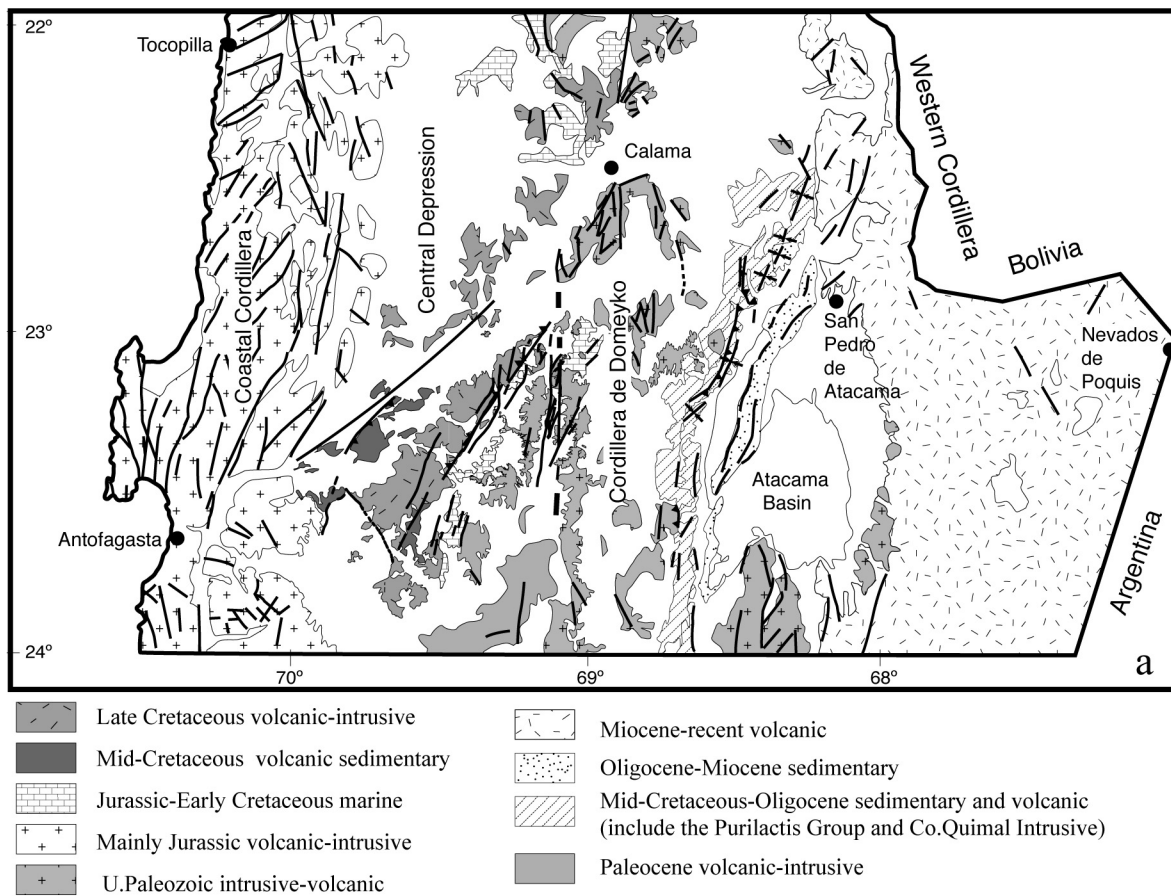 22°
Tocopilla
Coastal Cordillera
Central Depression
Calama
Western Cordillera
Bolivia
23°
Cordillera de Domeyko
San
Pedro
de
Atacama
Nevados
de
Poquis
Atacama
Basin
Antofagasta
Argentina
24°
a
70°
69°
68°
Late Cretaceous volcanic-intrusive
Mid-Cretaceous volcanic sedimentary
Jurassic-Early Cretaceous marine
Mainly Jurassic volcanic-intrusive
U.Paleozoic intrusive-volcanic
Miocene-recent volcanic
Oligocene-Miocene sedimentary
Mid-Cretaceous-Oligocene sedimentary and volcanic
(include the Purilactis Group and Co.Quimal Intrusive)
Paleocene volcanic-intrusive